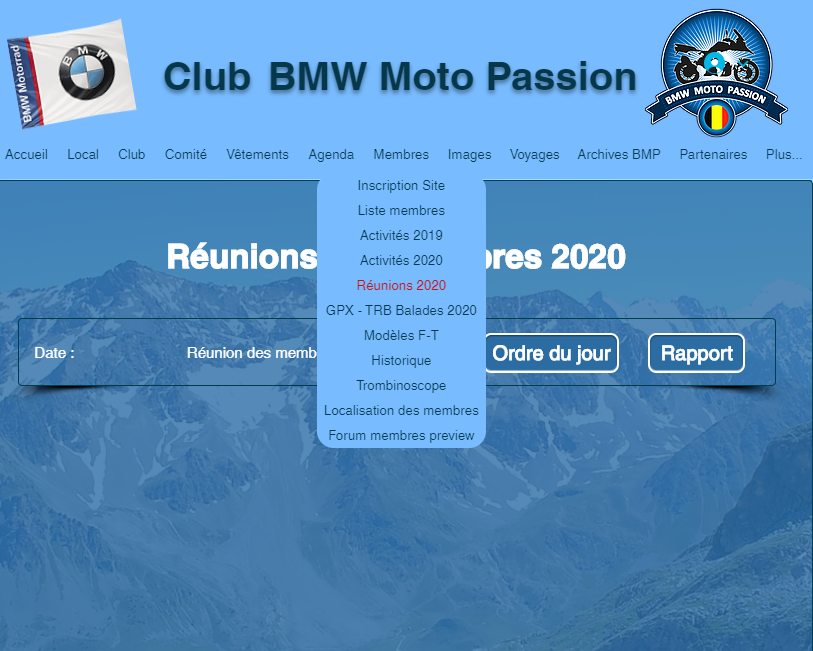 BMW Motorrad
BMW
Club BMW Moto Passion
BMW MOTO PASSION
Accueil Local Club Comité Vêtements Agenda Membres Images Voyages Archives BMP Partenaires Plus...
Inscription Site
Liste membres
Activités 2019
Activités 2020
Réunions 2020
GPX - TRB Balades 2020
Modèles F-T
Historique
Trombinoscope
Localisation des membres
Forum membres preview
Réunions bres 2020
Date : Réunion des memb Ordre du jour Rapport